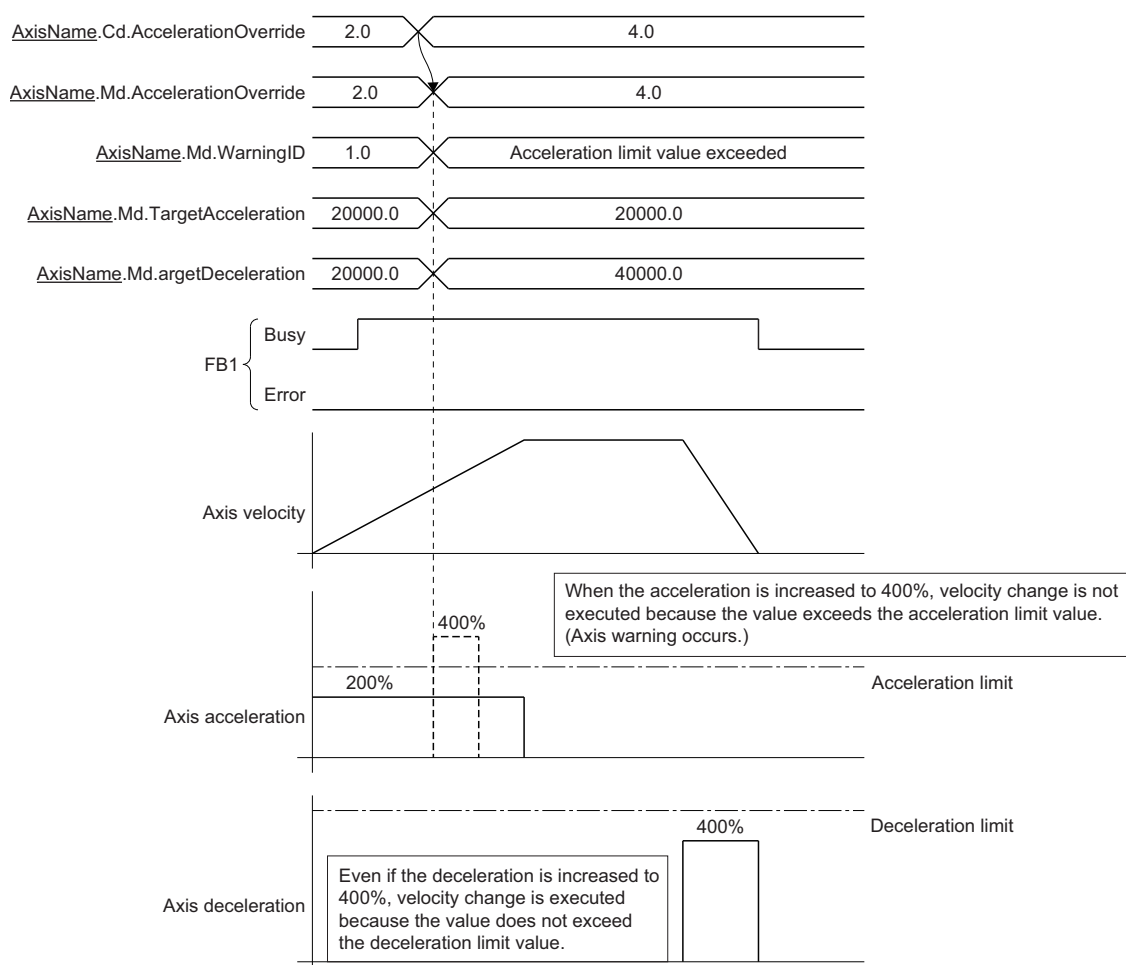 AxisName.Cd.AccelerationOverride 2.0 4.0
AxisName.Md.AccelerationOverride 2.0 4.0
AxisName.Md.WarningID 1.0 Acceleration limit value exceeded
AxisName.Md.TargetAcceleration 20000.0 20000.0
AxisName.Md.argetDeceleration 20000.0 40000.0
Busy
FB1
Error
Axis velocity
When the acceleration is increased to 400%, velocity change is not
executed because the value exceeds the acceleration limit value.
(Axis warning occurs.)
400%
200%
Acceleration limit
Axis acceleration
400%
Deceleration limit
Even if the deceleration is increased to
400%, velocity change is executed
because the value does not exceed
the deceleration limit value.
Axis deceleration